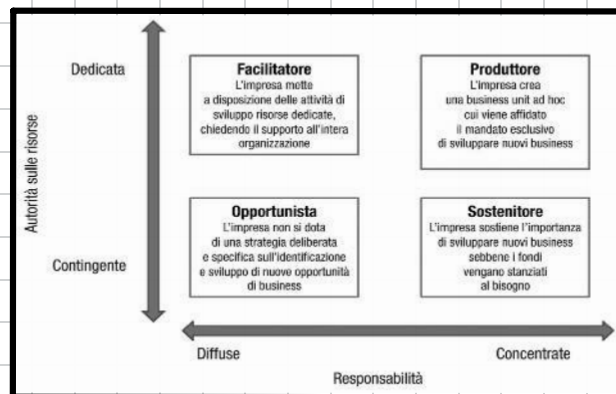 Autorità sulle risorse
Dedicata
Facilitatore
L'impresa mette
a disposizione delle attività di
sviluppo risorse dedicate,
chiedendo il supporto all'intera
organizzazione
Produttore
L'impresa crea
una business unit ad hoc
cui viene affidato
il mandato esclusivo
di sviluppare nuovi business
Contingente
Opportunista
L'impresa non si dota
di una strategia deliberata
e specifica sull'identificazione
e sviluppo di nuove opportunità
di business
Sostenitore
L'impresa sostiene l'importanza
di sviluppare nuovi business
sebbene i fondi
vengano stanziati
al bisogno
Diffuse
Concentrate
Responsabilità